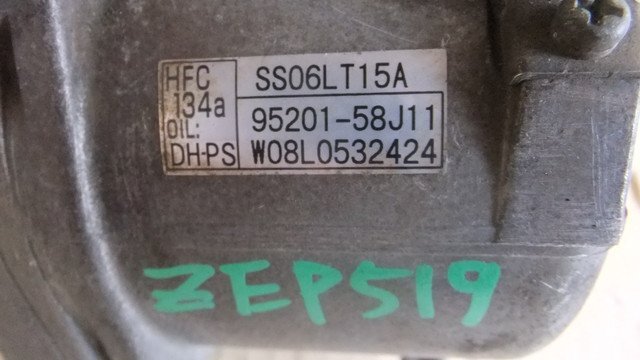 HFC
134a
OIL:
DH-PS
SS06LT15A
95201-58J11
W08L0532424
ZEP519